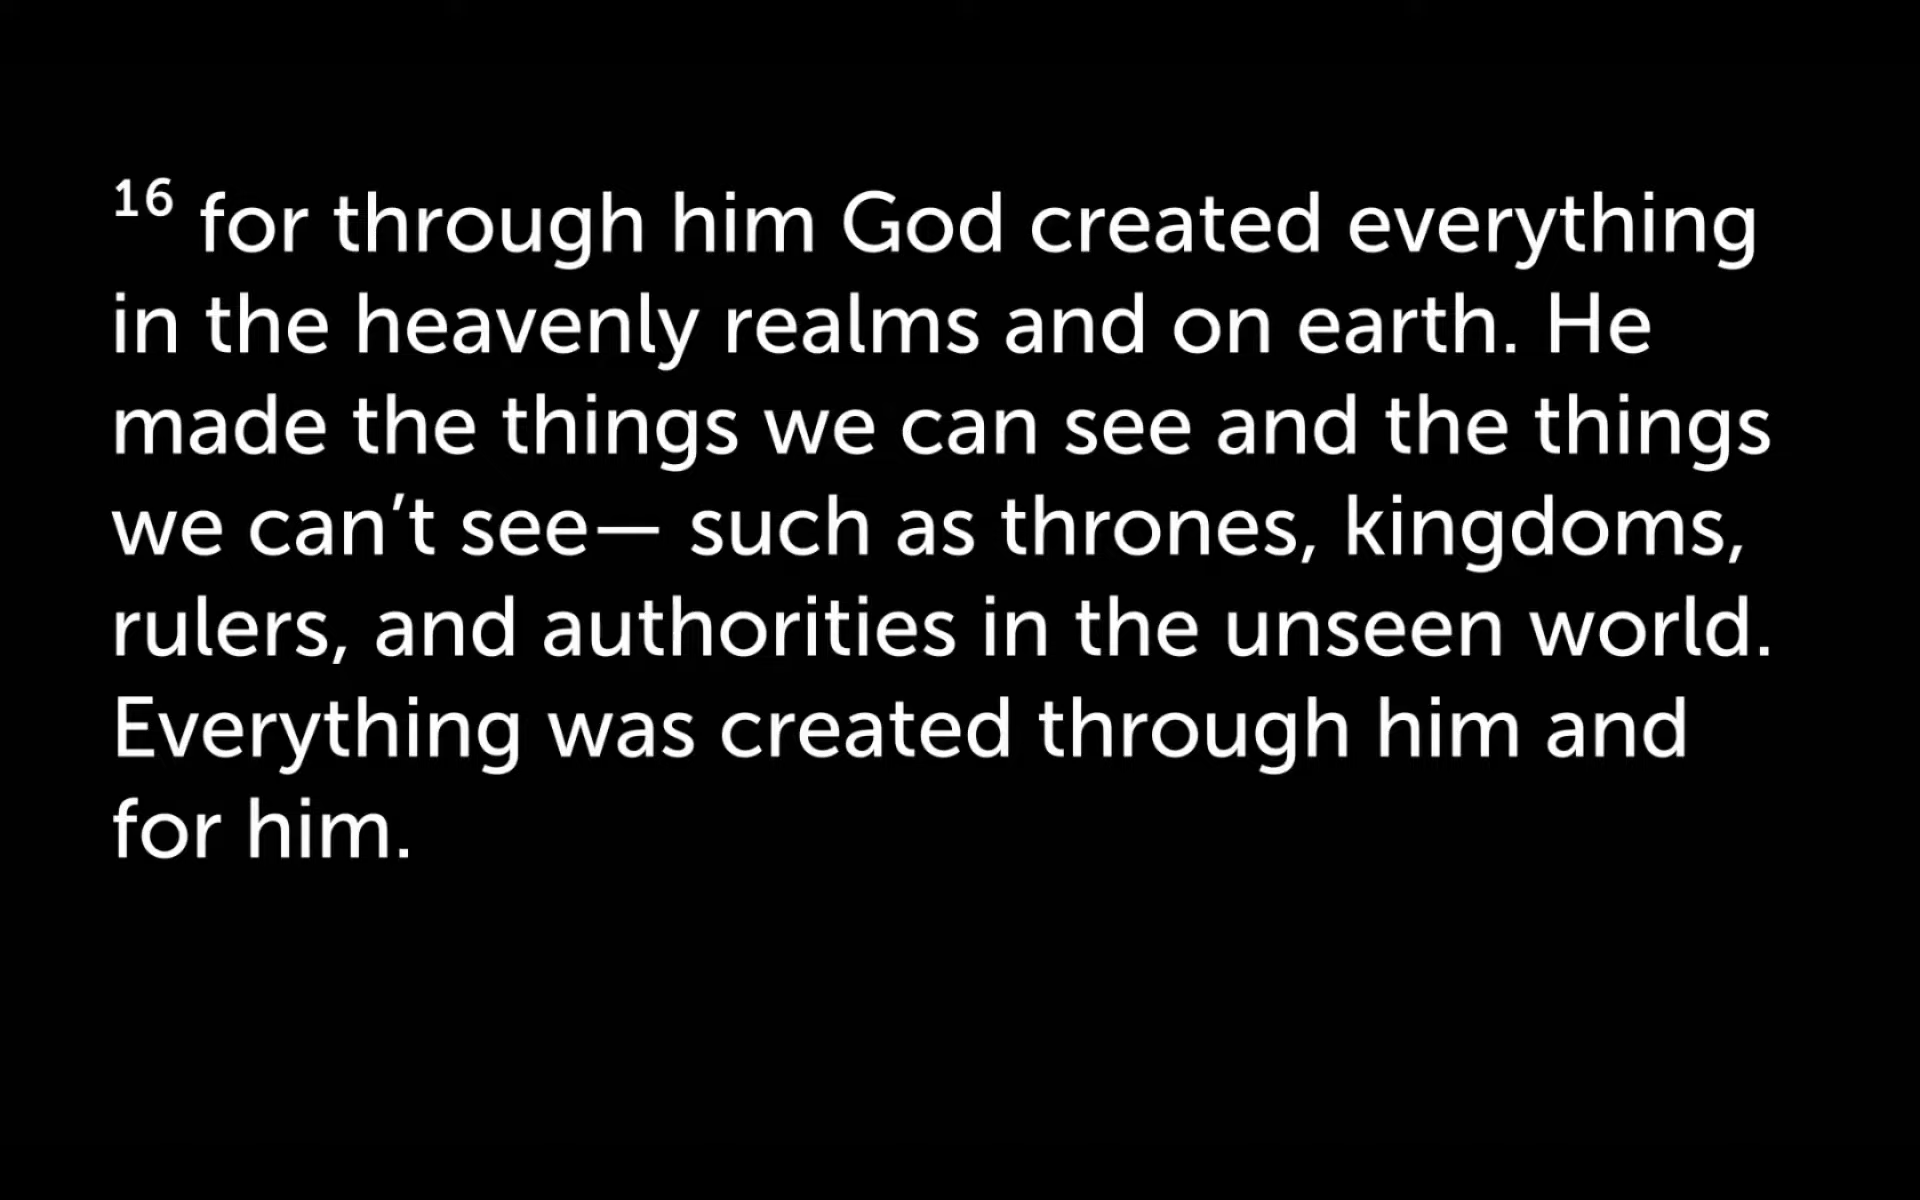 16 for through him God created everything
in the heavenly realms and on earth. He
made the things we can see and the things
we can’t see— such as thrones, kingdoms,
rulers, and authorities in the unseen world.
Everything was created through him and
for him.